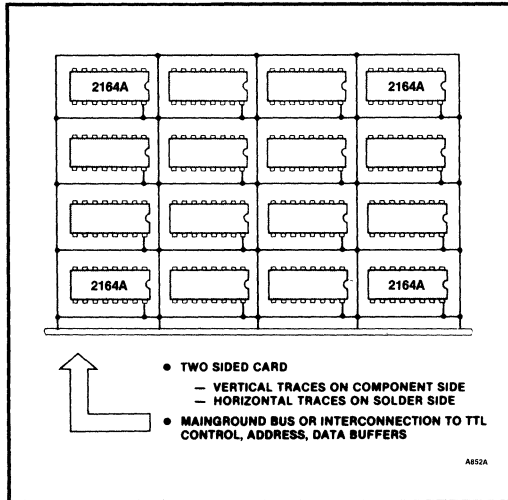 2164A 2164A
2164A 2164A
● TWO SIDED CARD
— VERTICAL TRACES ON COMPONENT SIDE
— HORIZONTAL TRACES ON SOLDER SIDE
● MAINGROUND BUS OR INTERCONNECTION TO TTL
CONTROL, ADDRESS, DATA BUFFERS
A852A